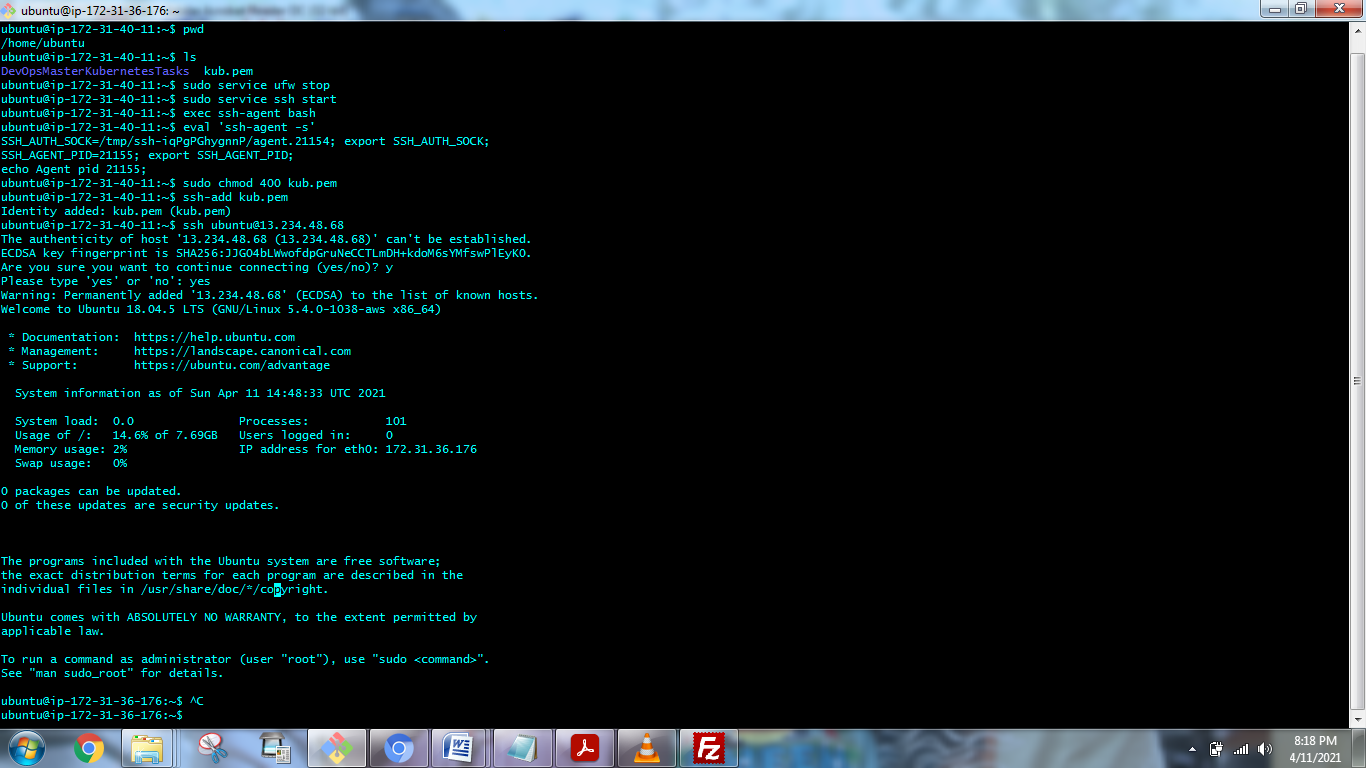 ubuntu@ip-172-31-36-176: ~
ubuntu@ip-172-31-40-11:~$ pwd
/home/ubuntu
ubuntu@ip-172-31-40-11:~$ ls
DevOpsMasterKubernetesTasks  kub.pem
ubuntu@ip-172-31-40-11:~$ sudo service ufw stop
ubuntu@ip-172-31-40-11:~$ sudo service ssh start
ubuntu@ip-172-31-40-11:~$ exec ssh-agent bash
ubuntu@ip-172-31-40-11:~$ eval 'ssh-agent -s'
SSH_AUTH_SOCK=/tmp/ssh-iqPgPGhygnnP/agent.21154; export SSH_AUTH_SOCK;
SSH_AGENT_PID=21155; export SSH_AGENT_PID;
echo Agent pid 21155;
ubuntu@ip-172-31-40-11:~$ sudo chmod 400 kub.pem
ubuntu@ip-172-31-40-11:~$ ssh-add kub.pem
Identity added: kub.pem (kub.pem)
ubuntu@ip-172-31-40-11:~$ ssh ubuntu@13.234.48.68
The authenticity of host '13.234.48.68 (13.234.48.68)' can't be established.
ECDSA key fingerprint is SHA256:JJGO4bLWwofdpGruNeCCTLmDH+kdoM6sYMfswPlEyKO.
Are you sure you want to continue connecting (yes/no)? y
Please type 'yes' or 'no': yes
Warning: Permanently added '13.234.48.68' (ECDSA) to the list of known hosts.
Welcome to Ubuntu 18.04.5 LTS (GNU/Linux 5.4.0-1038-aws x86_64)
* Documentation:  https://help.ubuntu.com
* Management:     https://landscape.canonical.com
* Support:        https://ubuntu.com/advantage
System information as of Sun Apr 11 14:48:33 UTC 2021
System load:  0.0               Processes:           101
Usage of /:   14.6% of 7.69GB   Users logged in:     0
Memory usage: 2%                IP address for eth0: 172.31.36.176
Swap usage:   0%
0 packages can be updated.
0 of these updates are security updates.
The programs included with the Ubuntu system are free software;
the exact distribution terms for each program are described in the
individual files in /usr/share/doc/*/copyright.
Ubuntu comes with ABSOLUTELY NO WARRANTY, to the extent permitted by
applicable law.
To run a command as administrator (user "root"), use "sudo <command>".
See "man sudo_root" for details.
ubuntu@ip-172-31-36-176:~$ ^C
ubuntu@ip-172-31-36-176:~$
8:18 PM
4/11/2021